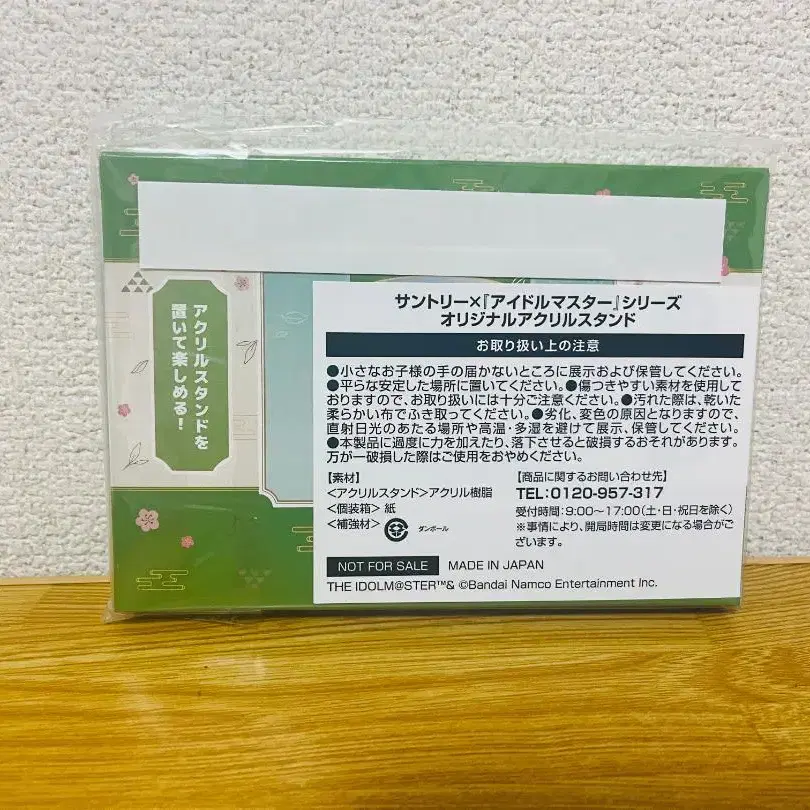 アクリルスタンドを
置いて楽しめる!
サントリー×『アイドルマスター』シリーズ
オリジナルアクリルスタンド
お取り扱い上の注意
●小さなお子様の手の届かないところに展示および保管してください。
●平らな安定した場所に置いてください。●傷つきやすい素材を使用して
おりますので、お取り扱いには十分ご注意ください。●汚れた際は、乾いた
柔らかい布でふき取ってください。●劣化、変色の原因となりますので、
直射日光のあたる場所や高温・多湿を避けて展示、保管してください。
●本製品に過度に力を加えたり、落下させると破損するおそれがあります。
万が一破損した際はご使用をおやめください。
【素材】
<アクリルスタンド>アクリル樹脂
<個装箱> 紙
<補強材> ダンボール
【商品に関するお問い合わせ先】
TEL:0120-957-317
受付時間:9:00~17:00(土・日・祝日を除く)
※事情により、開局時間は変更になる場合がご
ざいます。
NOT FOR SALE MADE IN JAPAN
THE IDOLM@STER™& ©Bandai Namco Entertainment Inc.